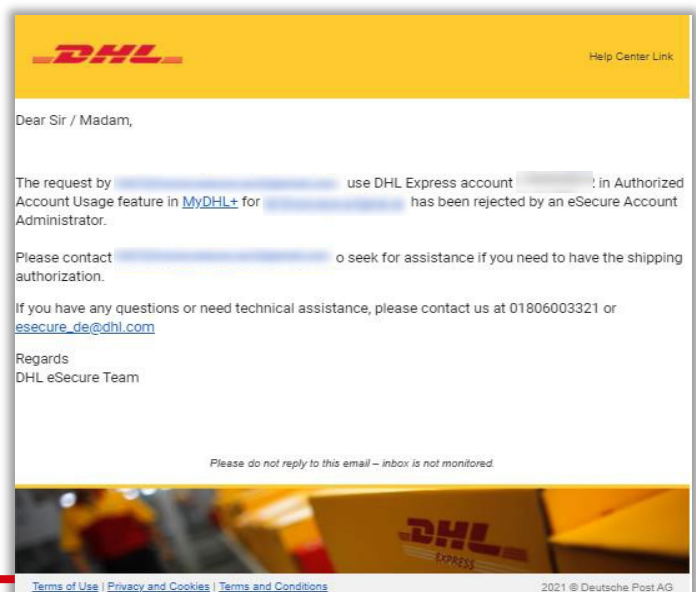 DHL
Help Center Link
Dear Sir / Madam,
The request by use DHL Express account in Authorized
Account Usage feature in MyDHL+ for has been rejected by an eSecure Account
Administrator.
Please contact o seek for assistance if you need to have the shipping
authorization.
If you have any questions or need technical assistance, please contact us at 01806003321 or
esecure_de@dhl.com
Regards
DHL eSecure Team
Please do not reply to this email – inbox is not monitored.
DHL
EXPRESS
Terms of Use | Privacy and Cookies | Terms and Conditions 2021 © Deutsche Post AG